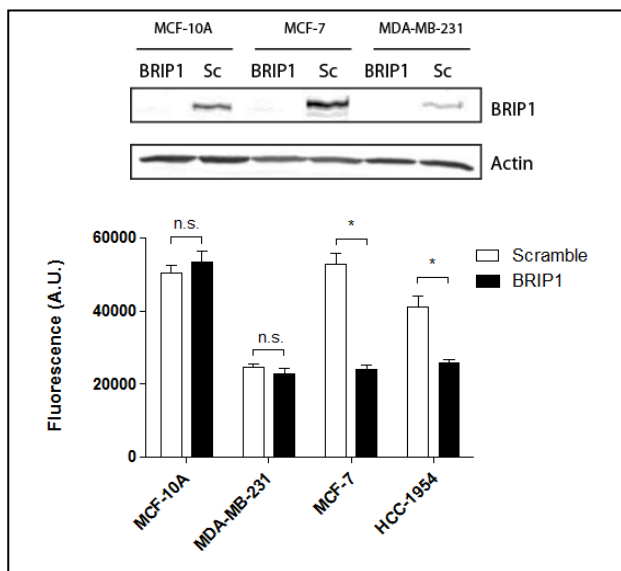 MCF-10A MCF-7 MDA-MB-231
BRIP1 Sc BRIP1 Sc BRIP1 Sc
BRIP1
Actin
n.s. n.s. * *
Scramble
BRIP1
Fluorescence (A.U.)
60000
40000
20000
0
MCF-10A MDA-MB-231 MCF-7 HCC-1954